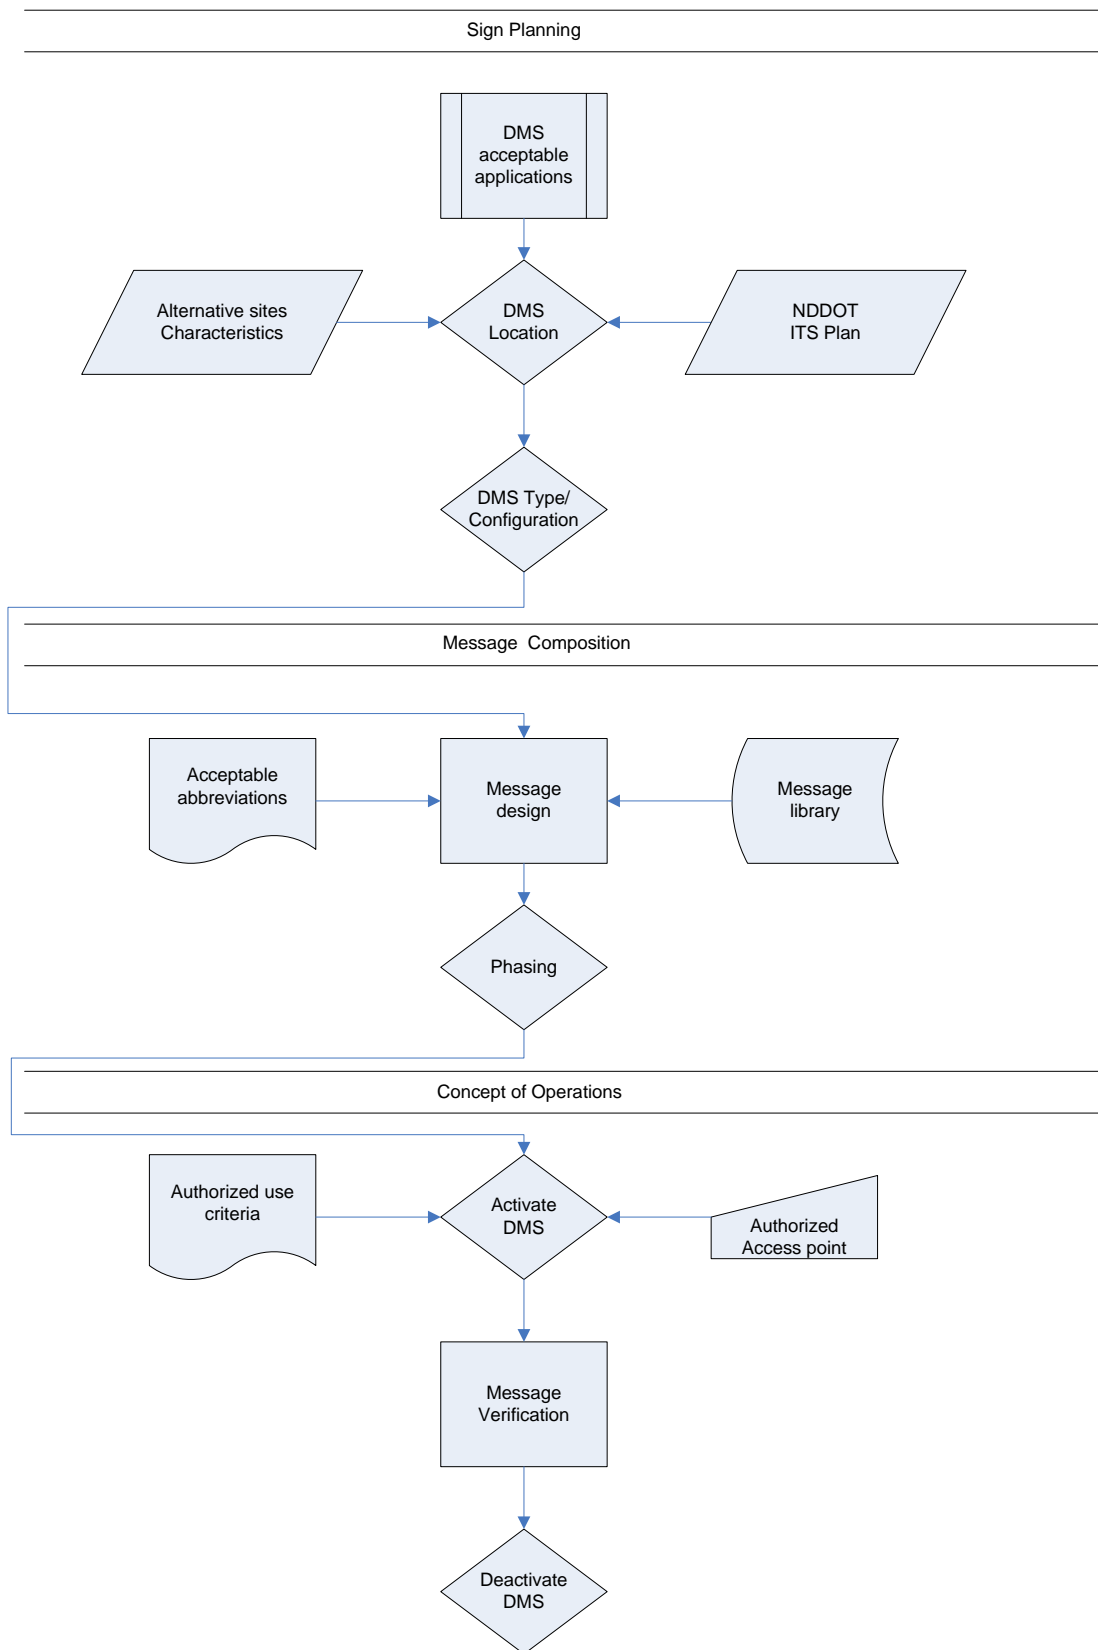 Sign Planning
DMS
acceptable
applications
Alternative sites
Characteristics
DMS
Location
NDDOT
ITS Plan
DMS Type/
Configuration
Message  Composition
Acceptable
abbreviations
Message
design
Message
library
Phasing
Concept of Operations
Authorized use
criteria
Activate
DMS
Authorized
Access point
Message
Verification
Deactivate
DMS